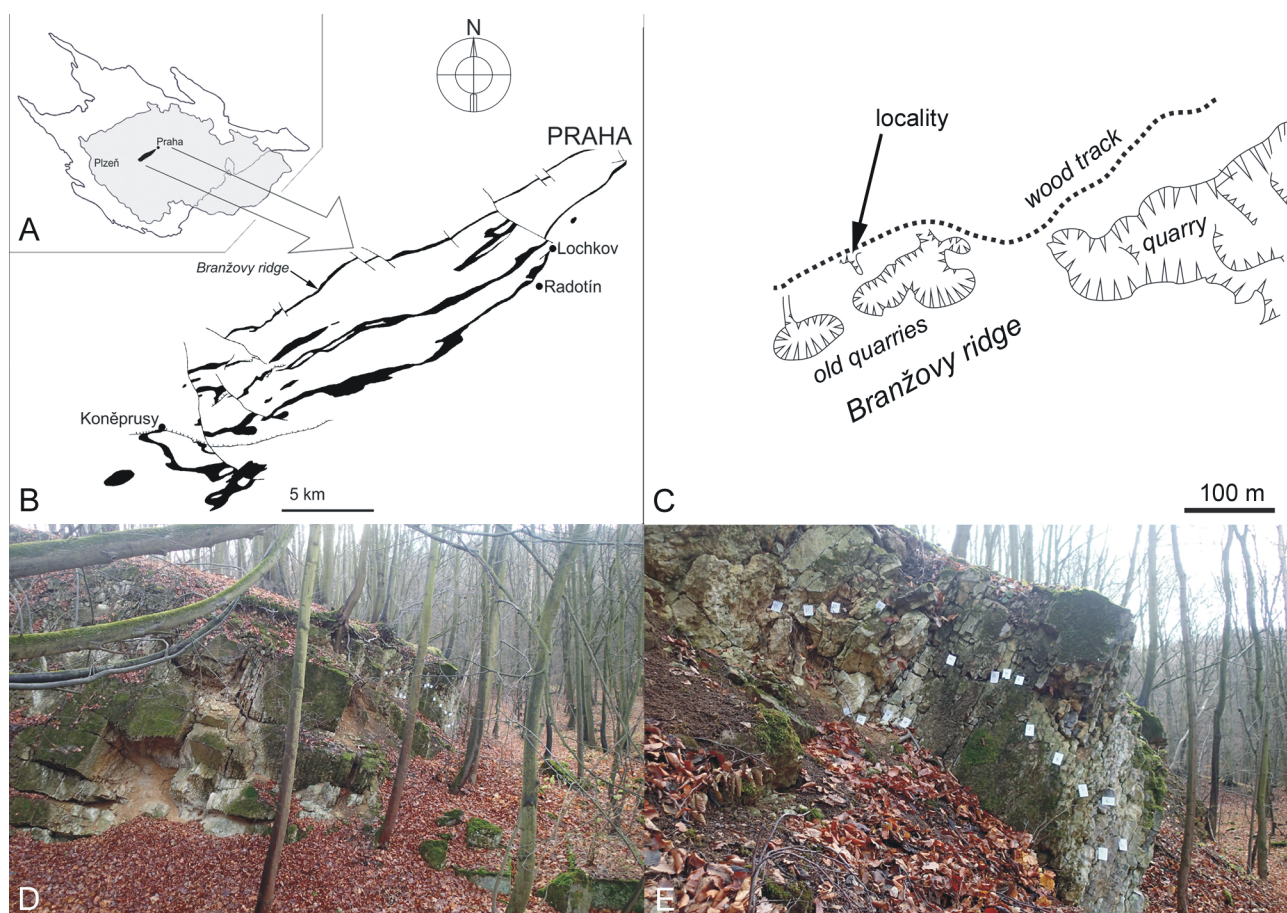 Praha
Plzeň
A
N
PRAHA
Lochkov
Radotín
Branžovy ridge
Koněprusy
B
5 km
locality
wood track
quarry
old quarries
Branžovy ridge
C
100 m
D
E